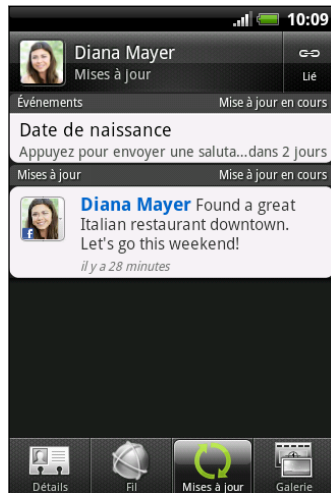 10:09
Diana Mayer
Mises à jour
Lié
Événements Mise à jour en cours
Date de naissance
Appuyez pour envoyer une saluta...dans 2 jours
Mises à jour Mise à jour en cours
Diana Mayer Found a great
Italian restaurant downtown.
Let's go this weekend!
il y a 28 minutes
Détails Fil Mises à jour Galerie